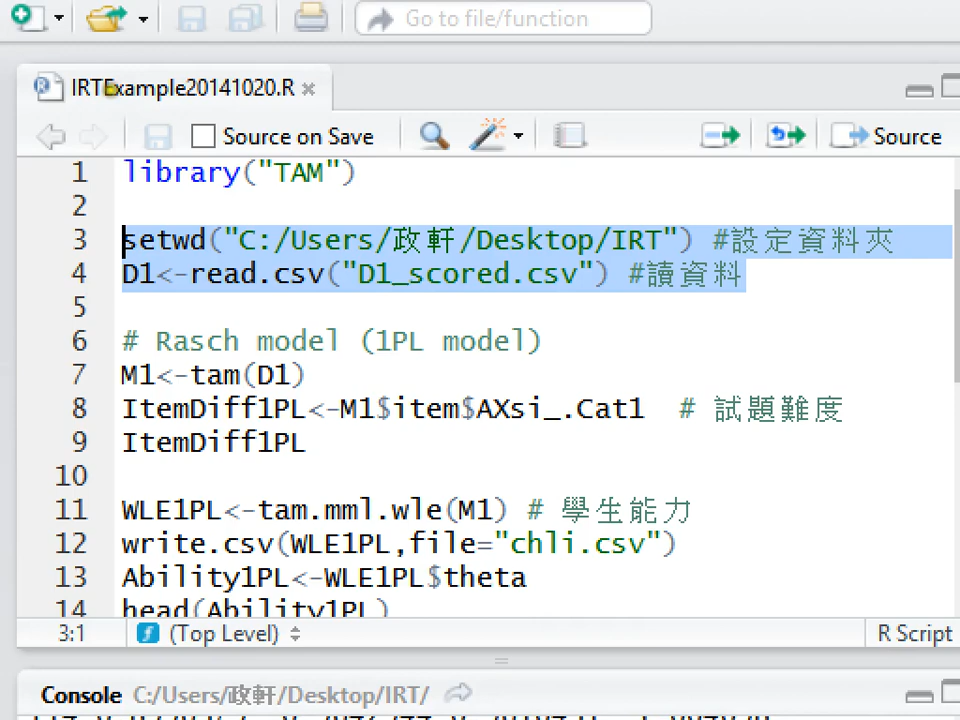 Go to file/function
IRTExample20141020.R
Source on Save
Source
1 library("TAM")
2
3 setwd("C:/Users/政軒/Desktop/IRT") #設定資料夾
4 D1<-read.csv("D1_scored.csv") #讀資料
5
6 # Rasch model (1PL model)
7 M1<-tam(D1)
8 ItemDiff1PL<-M1$item$AXsi_.Cat1 # 試題難度
9 ItemDiff1PL
10
11 WLE1PL<-tam.mml.wle(M1) # 學生能力
12 write.csv(WLE1PL,file="chli.csv")
13 Ability1PL<-WLE1PL$theta
14 head(Ability1PL)
3:1 (Top Level) R Script
Console C:/Users/政軒/Desktop/IRT/